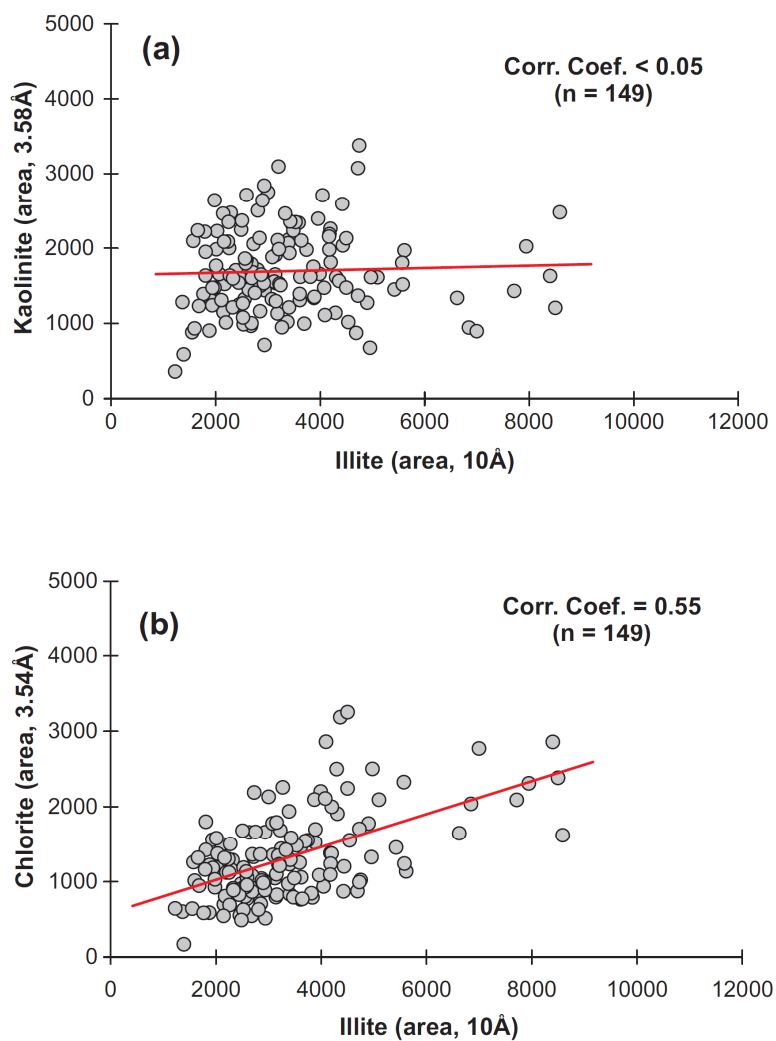 (a)
Corr. Coef. < 0.05
(n = 149)
Kaolinite (area, 3.58Å)
5000
4000
3000
2000
1000
0
0 2000 4000 6000 8000 10000 12000
Illite (area, 10Å)
(b)
Corr. Coef. = 0.55
(n = 149)
Chlorite (area, 3.54Å)
5000
4000
3000
2000
1000
0
0 2000 4000 6000 8000 10000 12000
Illite (area, 10Å)